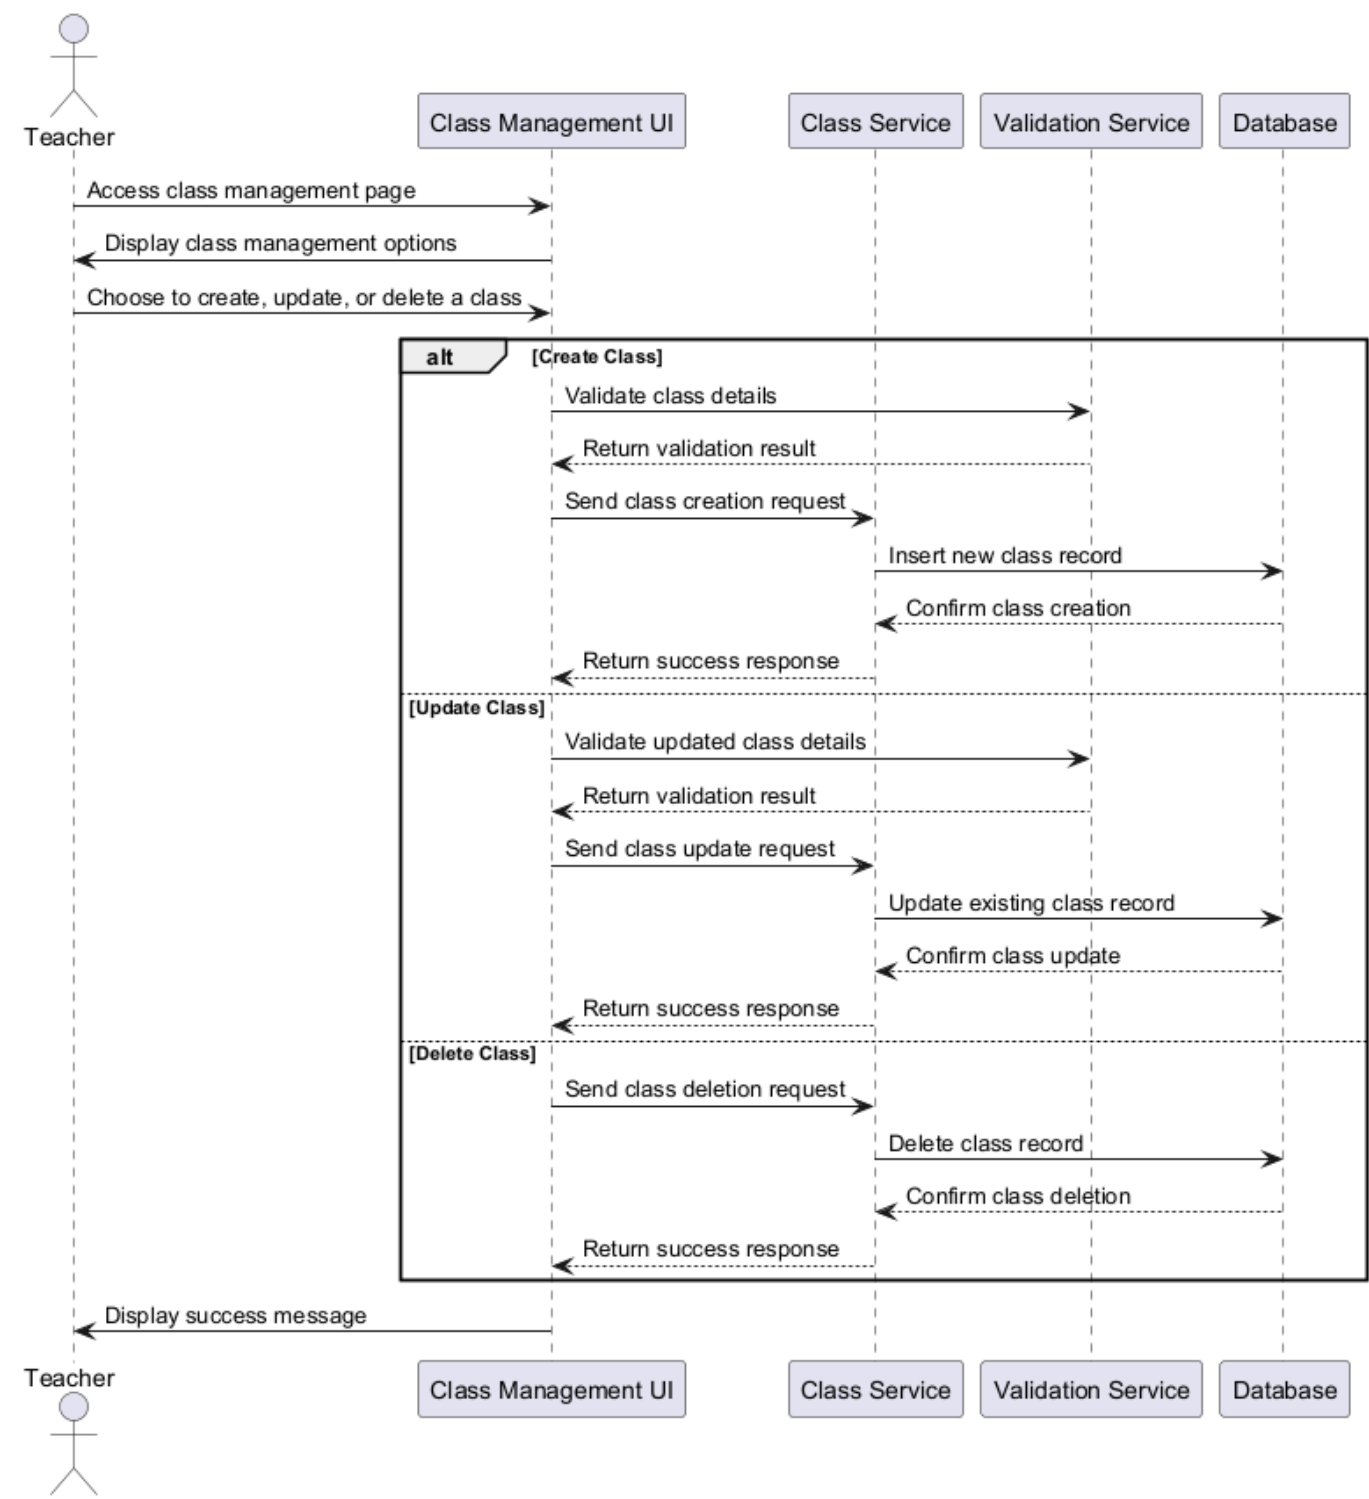 Teacher
Class Management UI
Class Service
Validation Service
Database
Access class management page
Display class management options
Choose to create, update, or delete a class
alt
[Create Class]
Validate class details
Return validation result
Send class creation request
Insert new class record
Confirm class creation
Return success response
[Update Class]
Validate updated class details
Return validation result
Send class update request
Update existing class record
Confirm class update
Return success response
[Delete Class]
Send class deletion request
Delete class record
Confirm class deletion
Return success response
Display success message
Teacher
Class Management UI
Class Service
Validation Service
Database